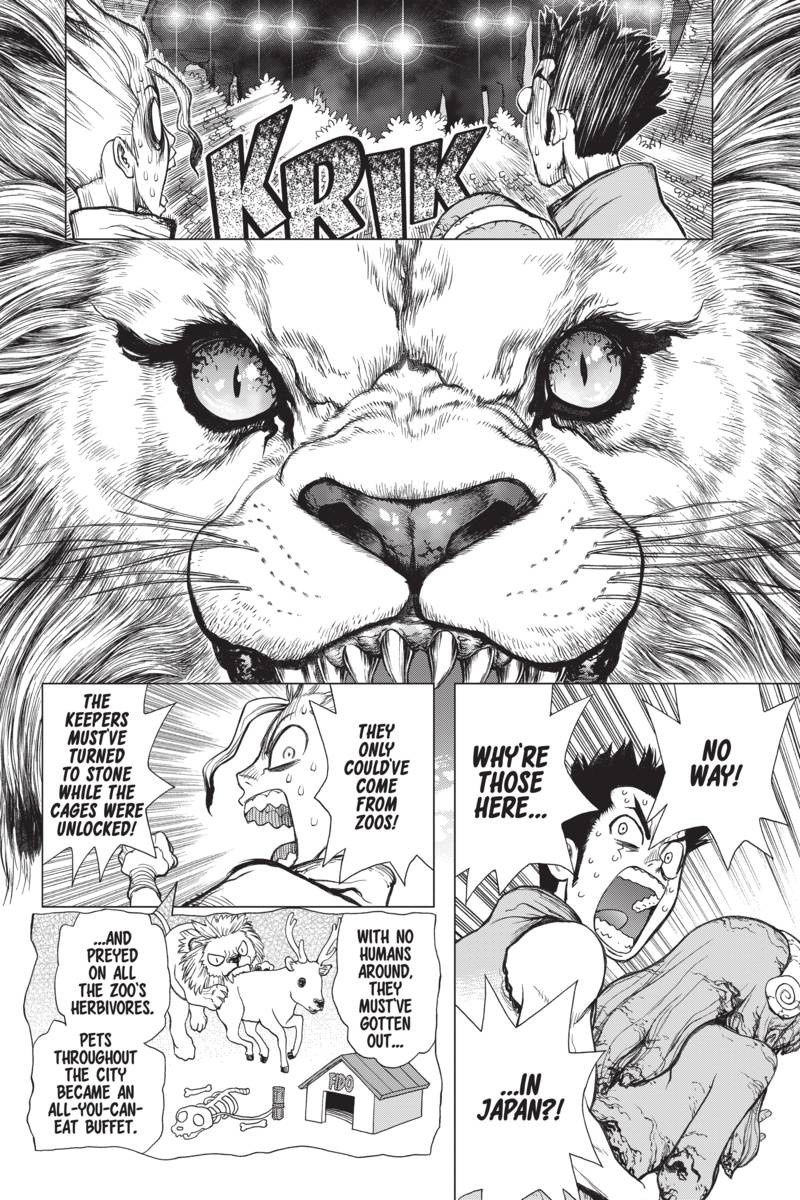 KRIK
NO
WAY!
WHY'RE
THOSE
HERE...
...IN
JAPAN?!
THEY
ONLY
COULD'VE
COME
FROM
ZOOS!
THE
KEEPERS
MUST'VE
TURNED
TO STONE
WHILE THE
CAGES WERE
UNLOCKED!
WITH NO
HUMANS
AROUND,
THEY
MUST'VE
GOTTEN
OUT...
...AND
PREYED
ON ALL
THE ZOO'S
HERBIVORES.
PETS
THROUGHOUT
THE CITY
BECAME AN
ALL-YOU-CAN-
EAT BUFFET.
FIDO